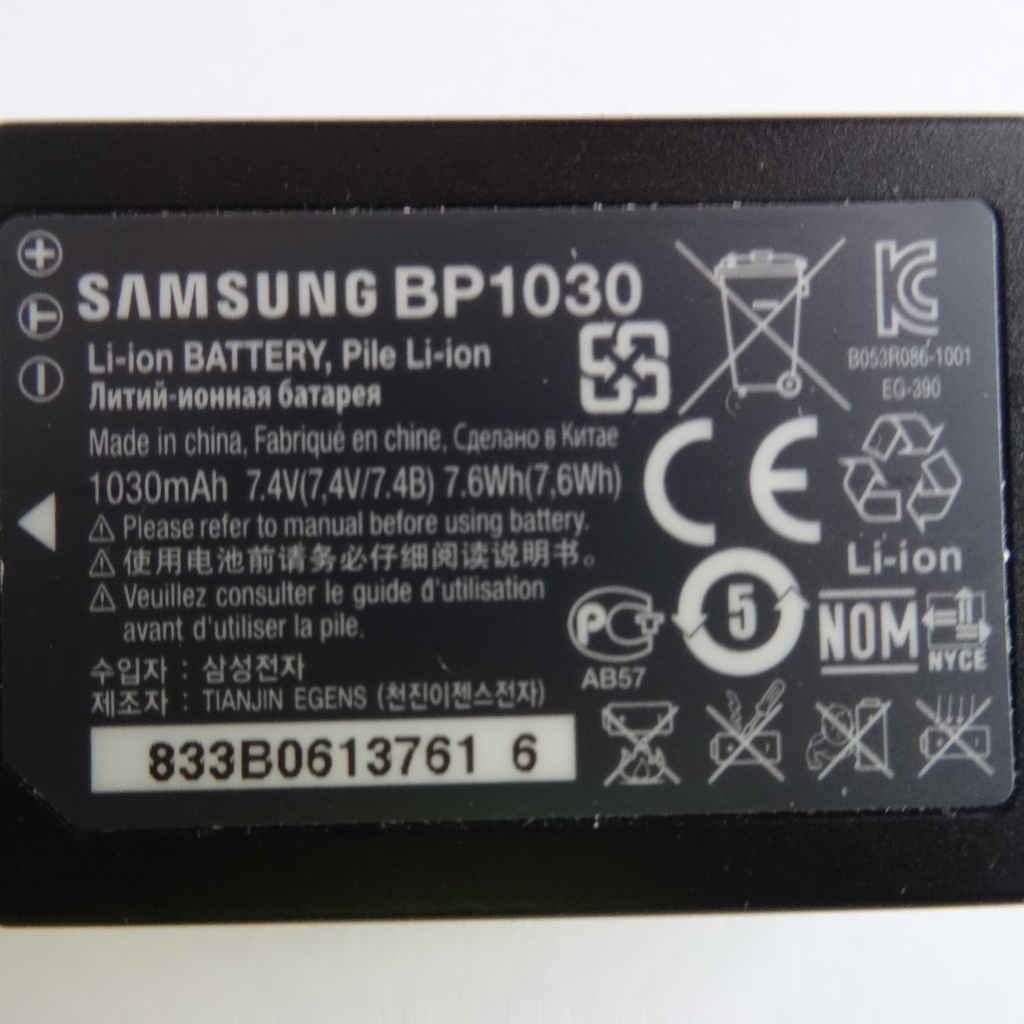 SAMSUNG BP1030
Li-ion BATTERY, Pile Li-ion
Литий-ионная батарея
Made in china, Fabriqué en chine, Сделано в Китае
1030mAh 7.4V(7,4V/7.4В) 7.6Wh(7,6Wh)
Please refer to manual before using battery.
使用电池前请务必仔细阅读说明书。
Veuillez consulter le guide d'utilisation
avant d'utiliser la pile.
수입자 : 삼성전자
제조자 : TIANJIN EGENS (천진이젠스전자)
833B0613761 6
B053R086-1001
EG-390
CE
Li-ion
PCT
AB57
5
NOM
NYCE